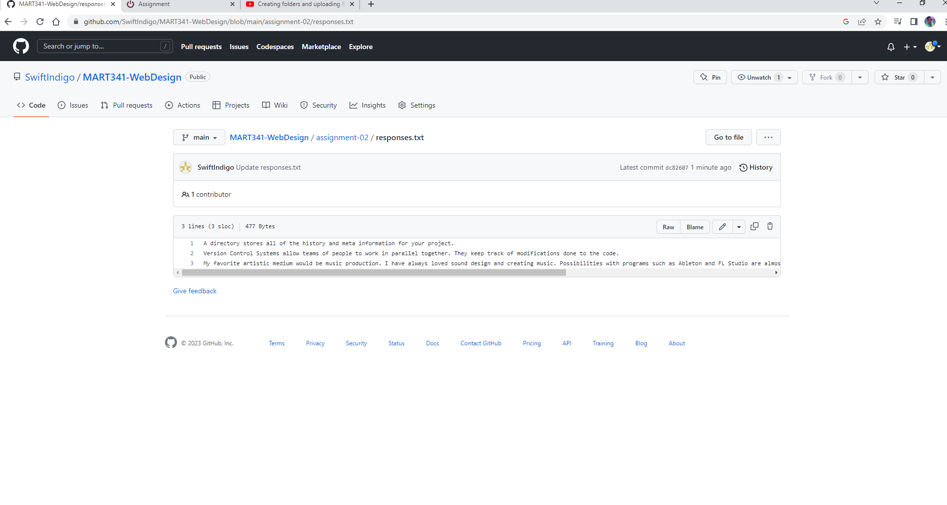 MART341-WebDesign/response
Assignment
Creating folders and uploading
github.com/SwiftIndigo/MART341-WebDesign/blob/main/assignment-02/responses.txt
Search or jump to... /
Pull requests Issues Codespaces Marketplace Explore
SwiftIndigo / MART341-WebDesign Public
Pin Unwatch 1 Fork 0 Star 0
Code Issues Pull requests Actions Projects Wiki Security Insights Settings
main MART341-WebDesign / assignment-02 / responses.txt Go to file ...
SwiftIndigo Update responses.txt Latest commit dc82687 1 minute ago History
1 contributor
3 lines (3 sloc) 477 Bytes Raw Blame
1 A directory stores all of the history and meta information for your project.
2 Version Control Systems allow teams of people to work in parallel together. They keep track of modifications done to the code.
3 My favorite artistic medium would be music production. I have always loved sound design and creating music. Possibilities with programs such as Ableton and FL Studio are almos
Give feedback
© 2023 GitHub, Inc. Terms Privacy Security Status Docs Contact GitHub Pricing API Training Blog About